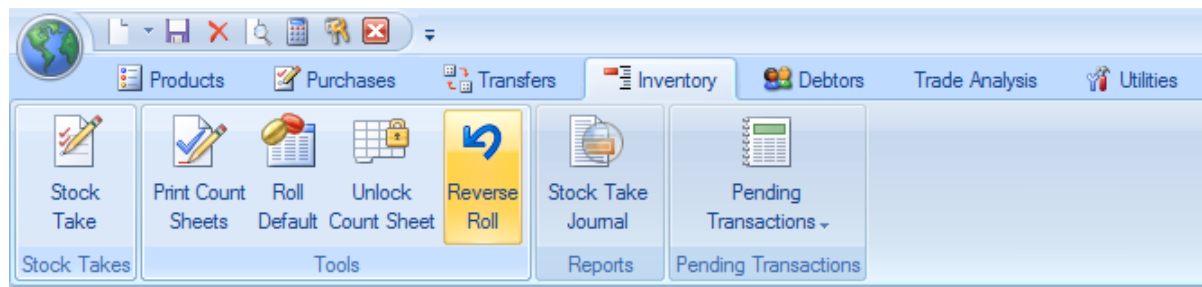 Products Purchases Transfers Inventory Debtors Trade Analysis Utilities
Stock Print Count Roll Unlock Reverse Stock Take Pending
Take Sheets Default Count Sheet Roll Journal Transactions
Stock Takes Tools Reports Pending Transactions